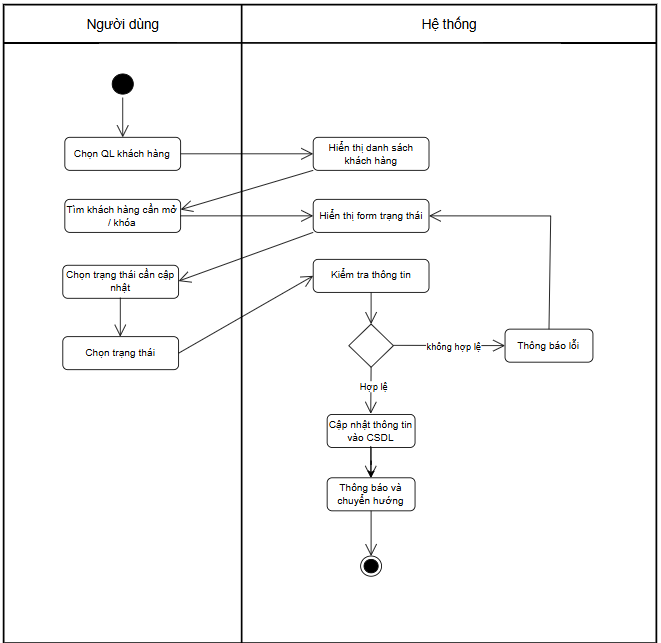 Người dùng
Hệ thống
Chọn QL khách hàng
Hiển thị danh sách
khách hàng
Tìm khách hàng cần mở
/ khóa
Hiển thị form trạng thái
Chọn trạng thái cần cập
nhật
Kiểm tra thông tin
Chọn trạng thái
không hợp lệ
Thông báo lỗi
Hợp lệ
Cập nhật thông tin
vào CSDL
Thông báo và
chuyển hướng